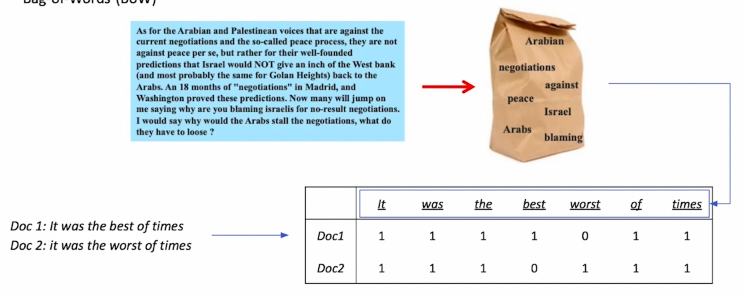 Bag-of-Words (BoW)
As for the Arabian and Palestinean voices that are against the
current negotiations and the so-called peace process, they are not
against peace per se, but rather for their well-founded
predictions that Israel would NOT give an inch of the West bank
(and most probably the same for Golan Heights) back to the
Arabs. An 18 months of "negotiations" in Madrid, and
Washington proved these predictions. Now many will jump on
me saying why are you blaming israelis for no-result negotiations.
I would say why would the Arabs stall the negotiations, what do
they have to loose ?
Arabian
negotiations
against
peace
Israel
Arabs
blaming
Doc 1: It was the best of times
Doc 2: it was the worst of times
It was the best worst of times
Doc1 1 1 1 1 0 1 1
Doc2 1 1 1 0 1 1 1